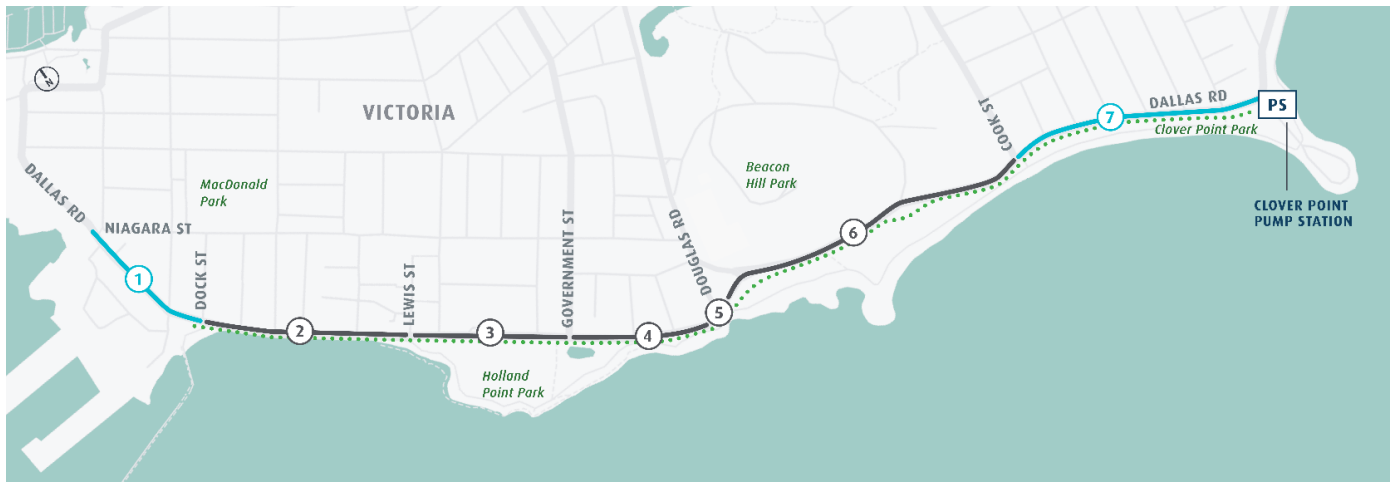 N
VICTORIA
DALLAS RD
NIAGARA ST
MacDonald
Park
1
DOCK ST
2
LEWIS ST
3
GOVERNMENT ST
4
Holland
Point Park
DOUGLAS RD
5
Beacon
Hill Park
6
COOK ST
7
DALLAS RD
Clover Point Park
PS
CLOVER POINT
PUMP STATION